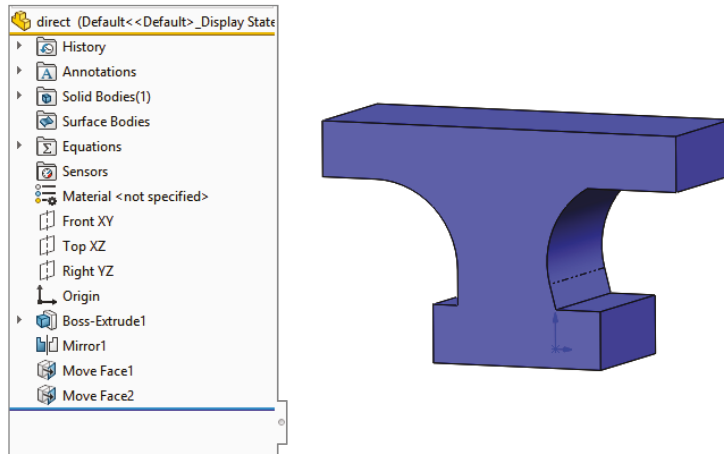 direct (Default<<Default>_Display State
History
Annotations
Solid Bodies(1)
Surface Bodies
Equations
Sensors
Material <not specified>
Front XY
Top XZ
Right YZ
Origin
Boss-Extrude1
Mirror1
Move Face1
Move Face2